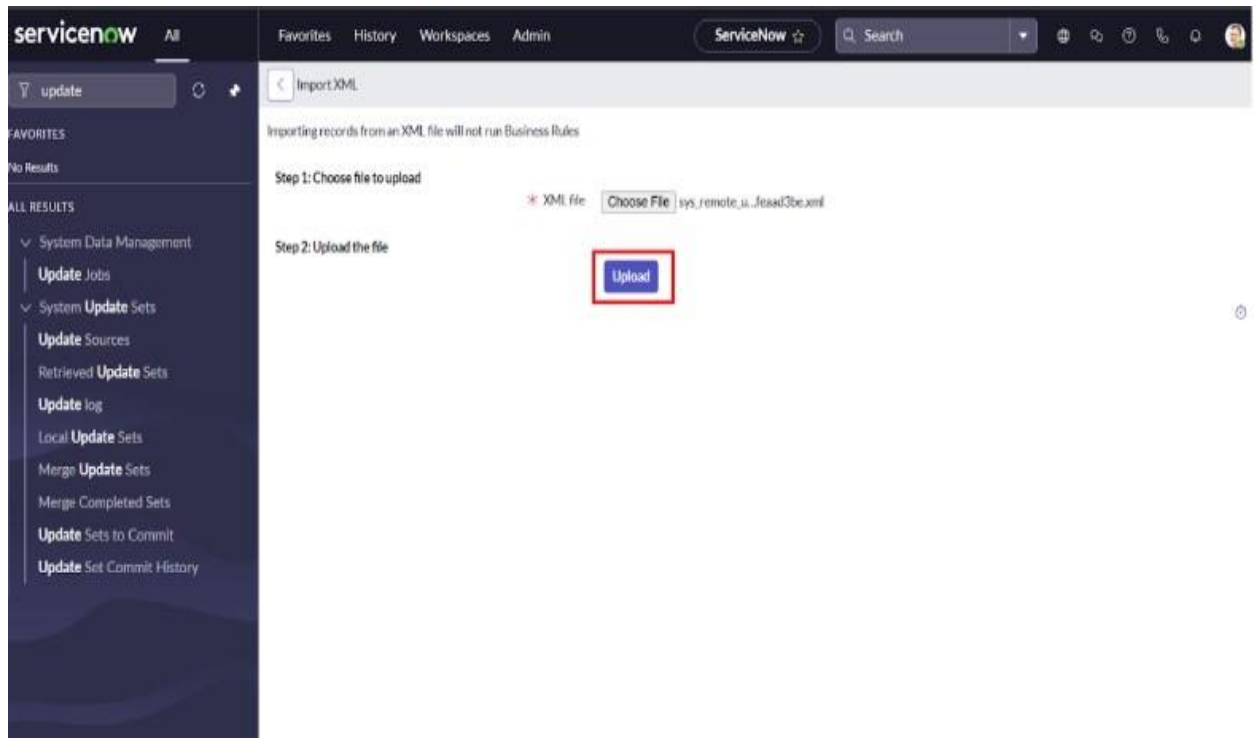 servicenow All Favorites History Workspaces Admin ServiceNow Search
update
FAVORITES
No Results
ALL RESULTS
System Data Management
Update Jobs
System Update Sets
Update Sources
Retrieved Update Sets
Update log
Local Update Sets
Merge Update Sets
Merge Completed Sets
Update Sets to Commit
Update Set Commit History
Import XML
Importing records from an XML file will not run Business Rules
Step 1: Choose file to upload
* XML file Choose File sys_remote_u...feaad3be.xml
Step 2: Upload the file
Upload